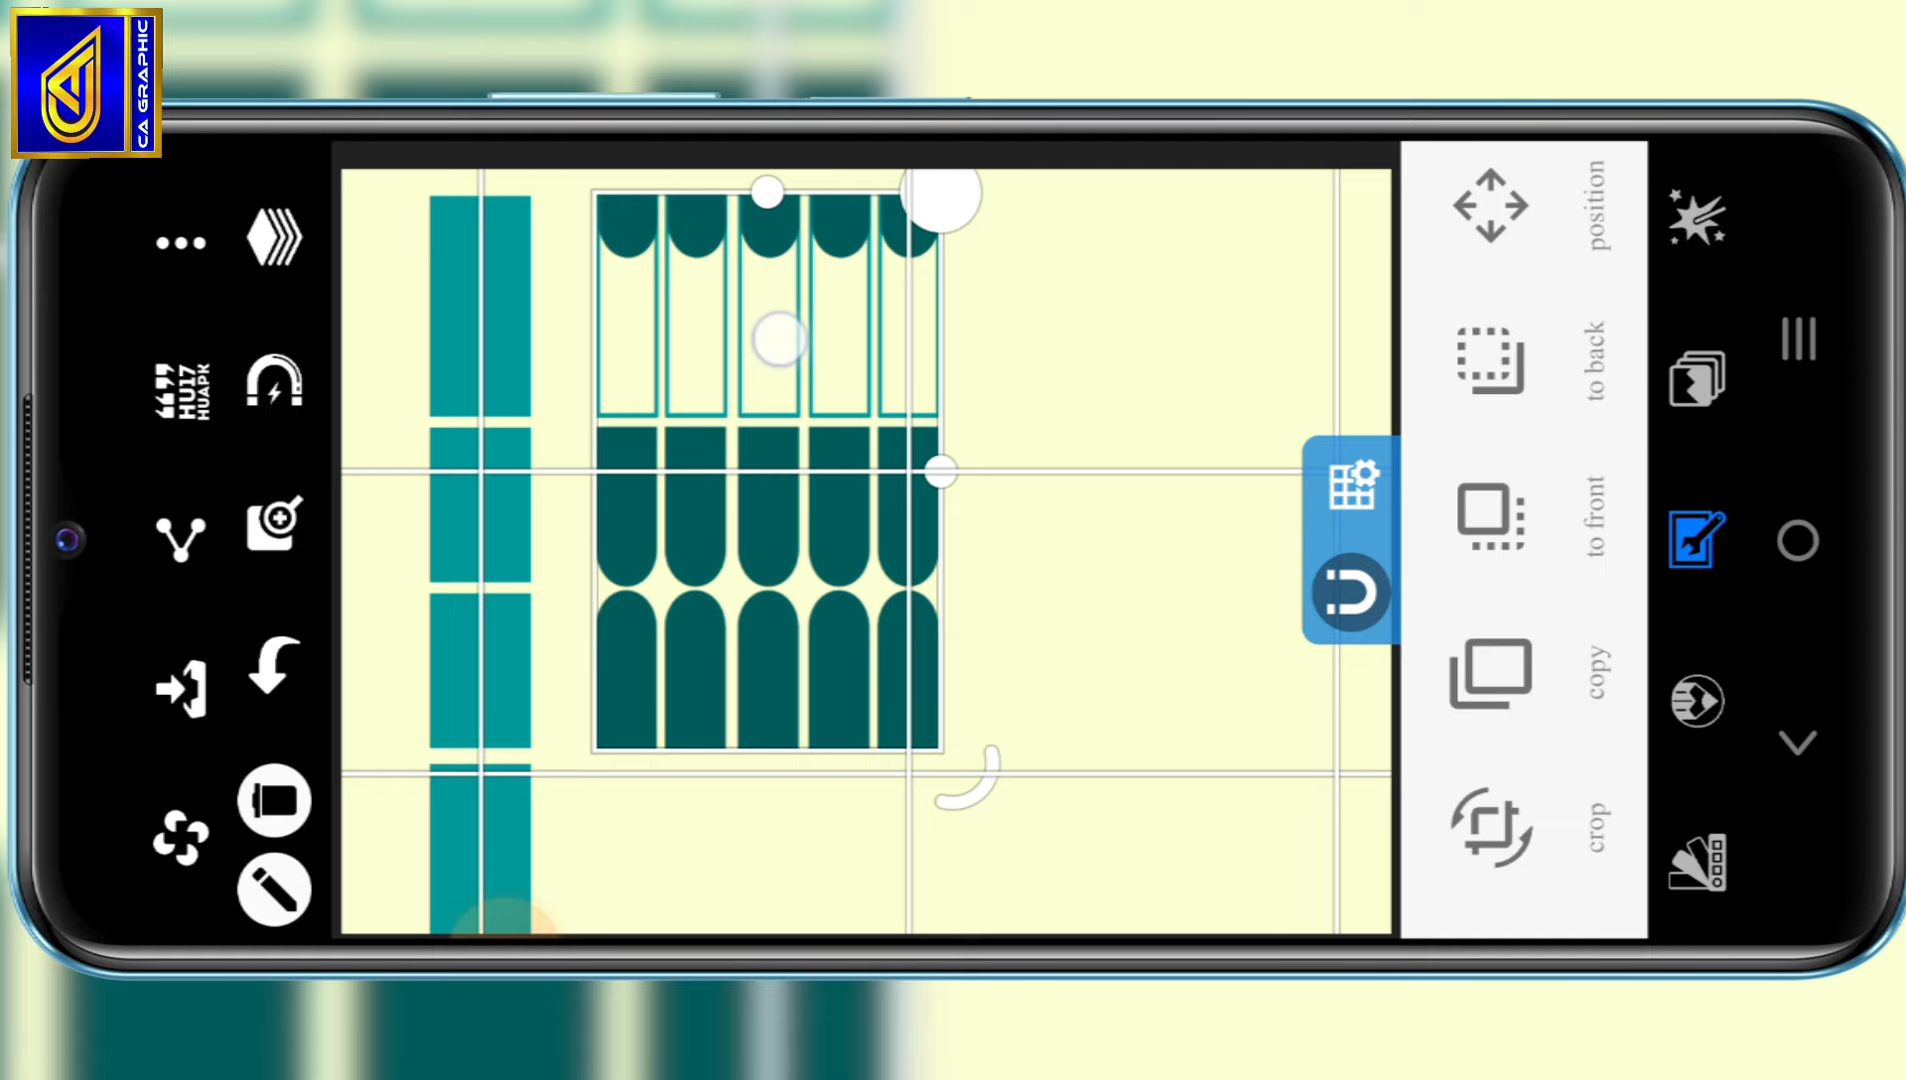 CA GRAPHIC
HU17
HUAPK
position
to back
to front
copy
crop